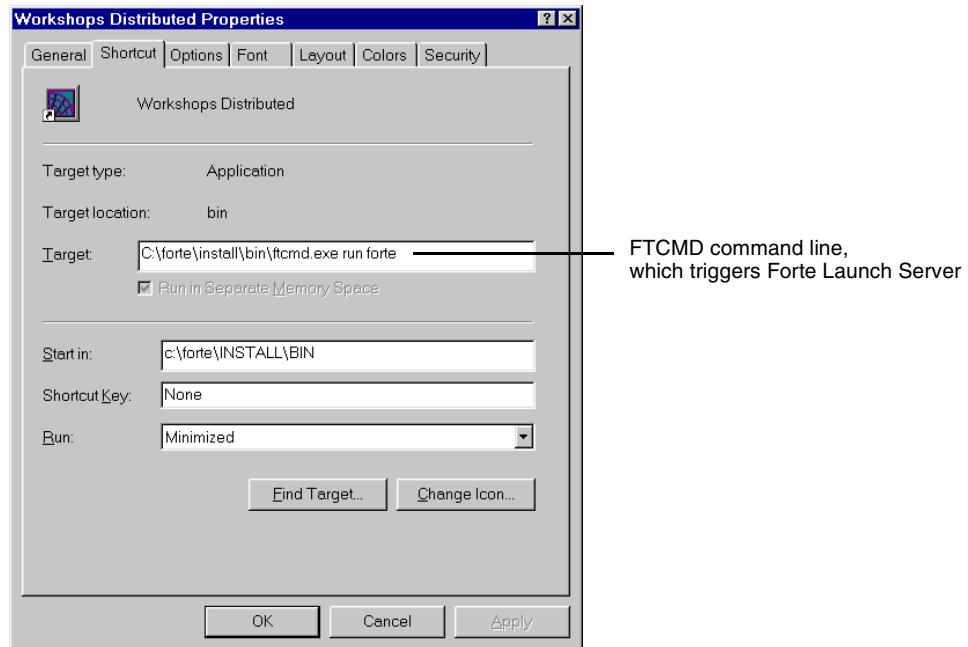 Workshops Distributed Properties
General Shortcut Options Font Layout Colors Security
Workshops Distributed
Target type: Application
Target location: bin
Target: C:\forte\install\bin\ftcmd.exe run forte
FTCMD command line,
which triggers Forte Launch Server
Run in Separate Memory Space
Start in: c:\forte\INSTALL\BIN
Shortcut Key: None
Run: Minimized
Find Target... Change Icon...
OK Cancel Apply